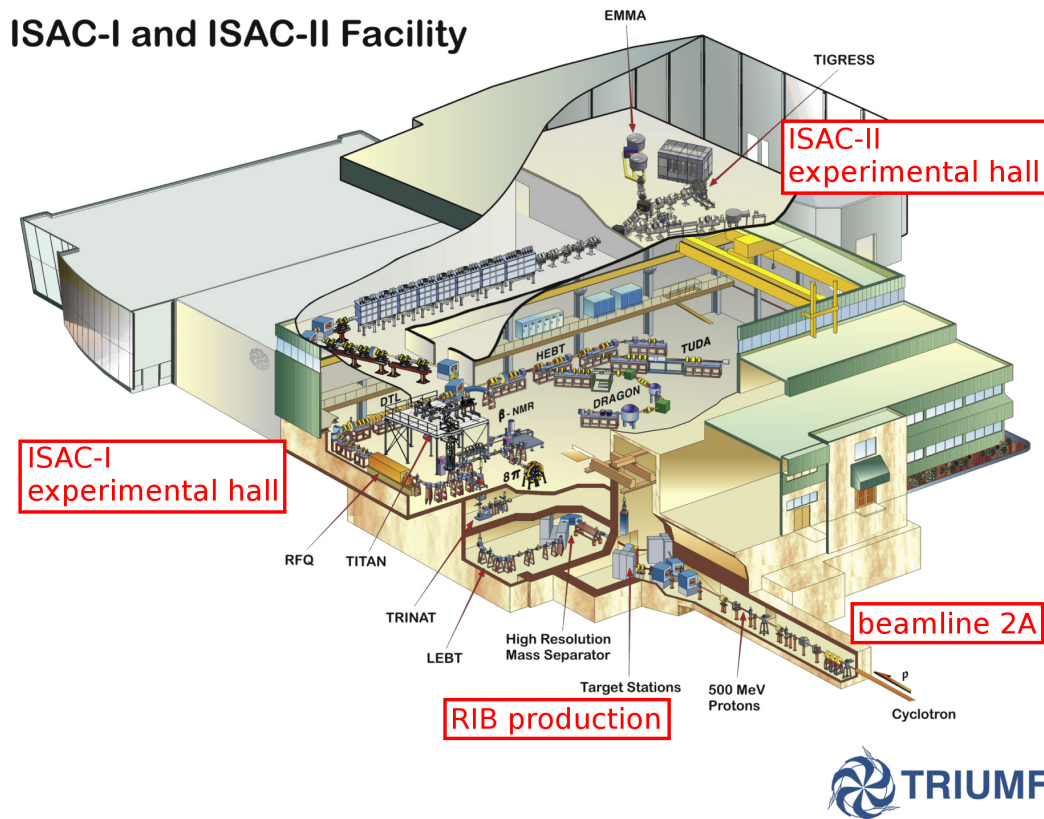 ISAC-I and ISAC-II Facility
EMMA
TIGRESS
ISAC-II
experimental hall
HEBT
TUDA
DTL
β-NMR
DRAGON
ISAC-I
experimental hall
8π
RFQ
TITAN
TRINAT
LEBT
High Resolution
Mass Separator
Target Stations
500 MeV
Protons
beamline 2A
p
Cyclotron
RIB production
TRIUMF